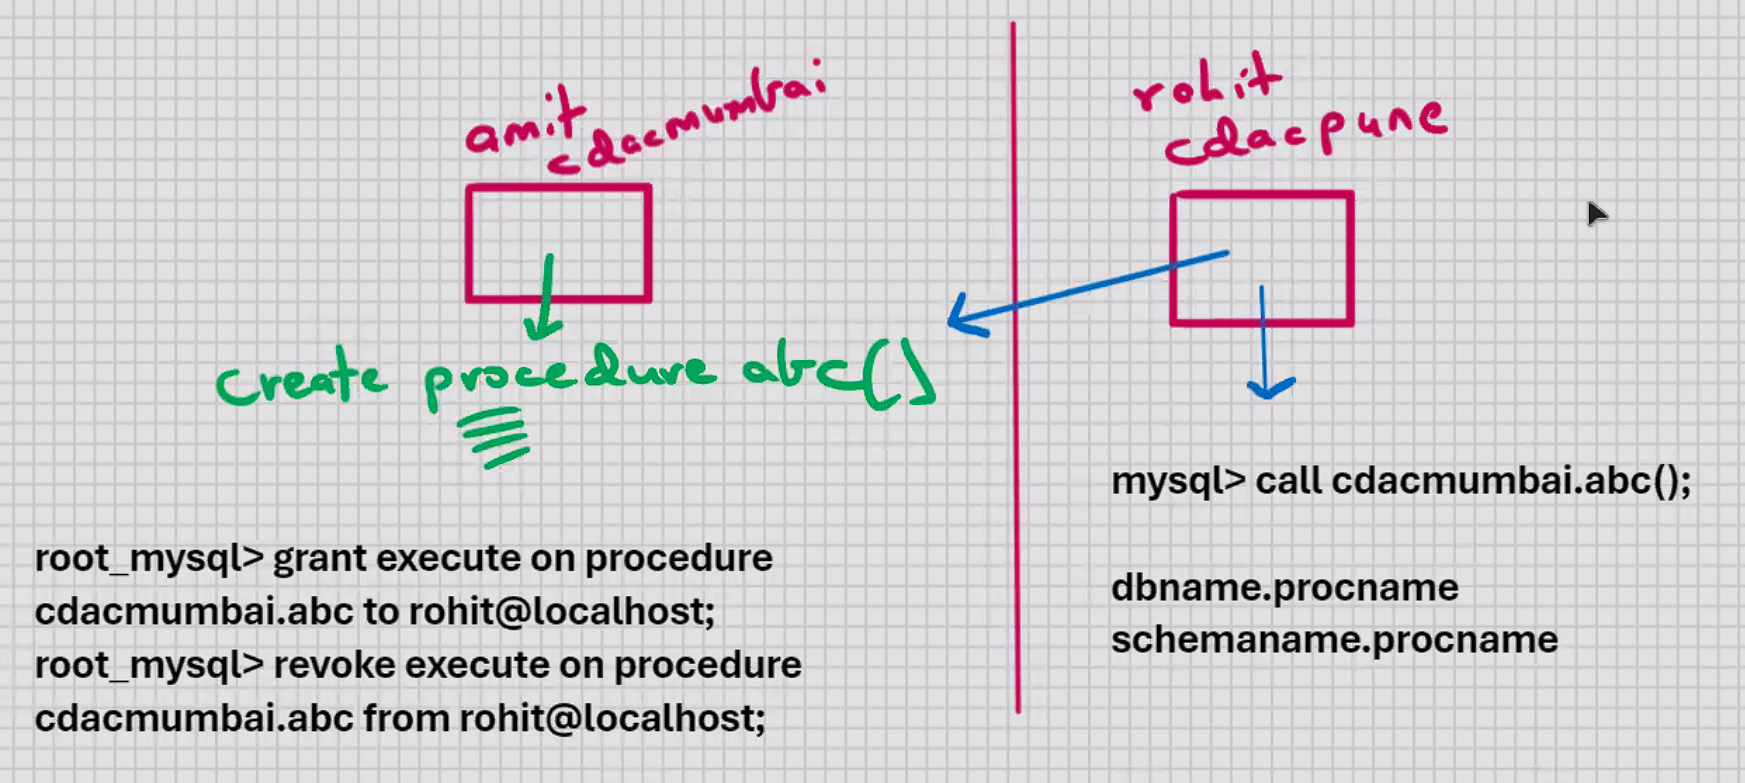 amit
cdacmumbai
create procedure abc()
root_mysql> grant execute on procedure
cdacmumbai.abc to rohit@localhost;
root_mysql> revoke execute on procedure
cdacmumbai.abc from rohit@localhost;
rohit
cdacpune
mysql> call cdacmumbai.abc();
dbname.procname
schemaname.procname